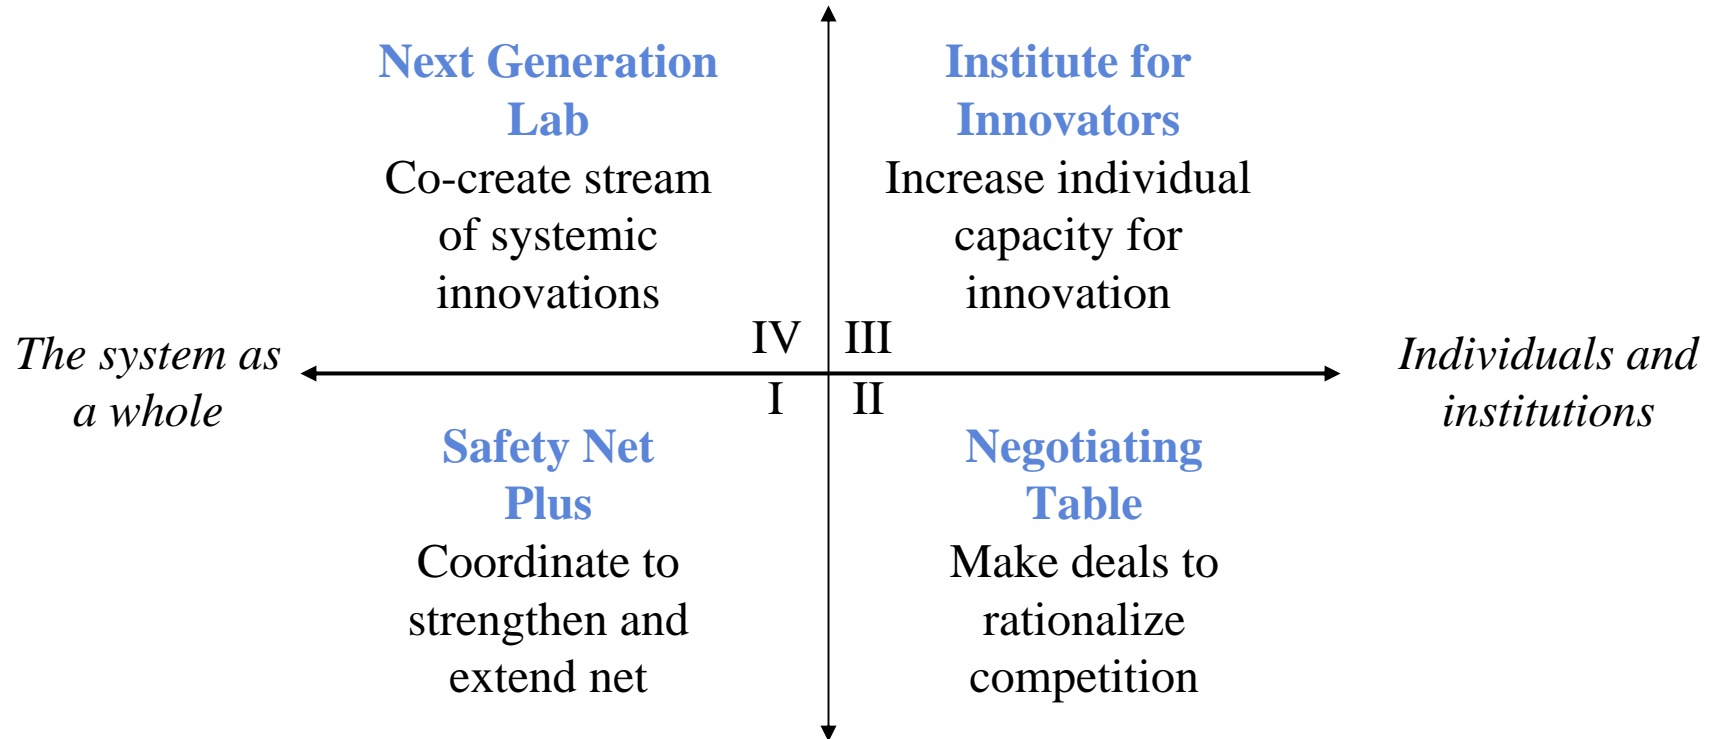 Next Generation
Lab
Co-create stream
of systemic
innovations
Institute for
Innovators
Increase individual
capacity for
innovation
IV
III
The system as
a whole
Individuals and
institutions
I
II
Safety Net
Plus
Coordinate to
strengthen and
extend net
Negotiating
Table
Make deals to
rationalize
competition